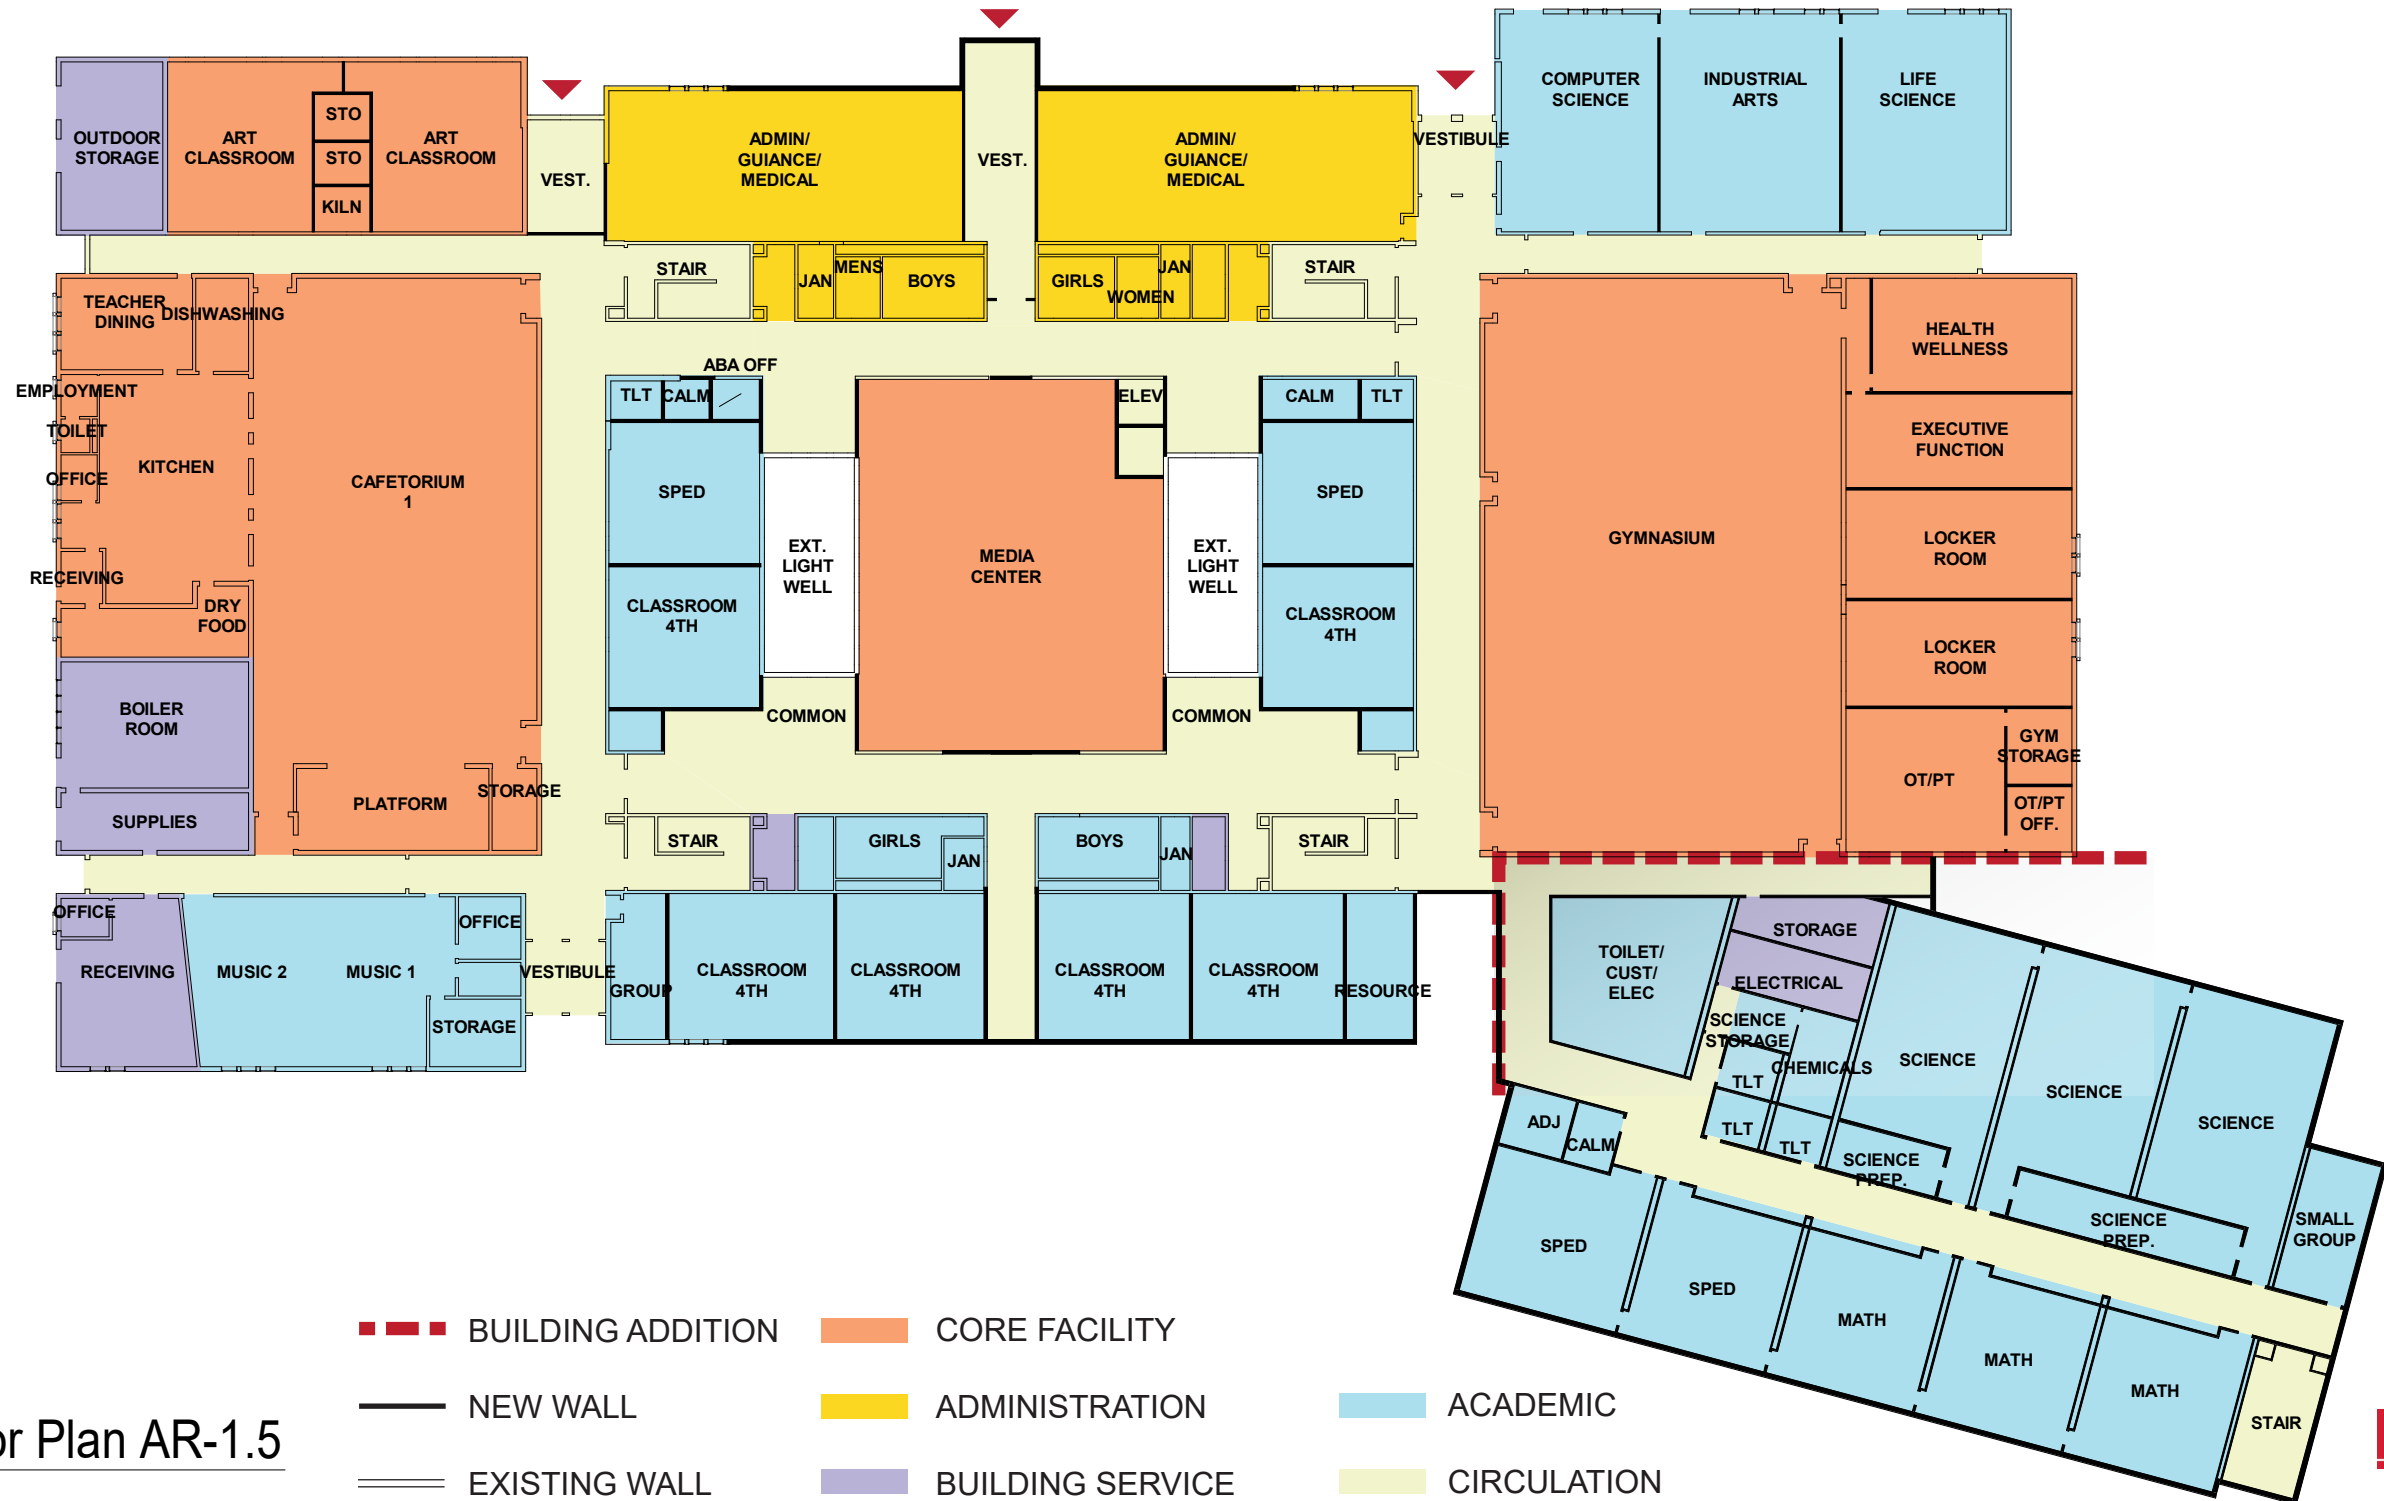 COMPUTER
SCIENCE
INDUSTRIAL
ARTS
LIFE
SCIENCE
OUTDOOR
STORAGE
ART
CLASSROOM
STO
STO
KILN
ART
CLASSROOM
VEST.
ADMIN/
GUIANCE/
MEDICAL
VEST.
ADMIN/
GUIANCE/
MEDICAL
VESTIBULE
STAIR
JAN
MENS
BOYS
GIRLS
WOMEN
JAN
STAIR
TEACHER
DINING
DISHWASHING
EMPLOYMENT
TOILET
OFFICE
KITCHEN
RECEIVING
DRY
FOOD
CAFETORIUM
1
BOILER
ROOM
SUPPLIES
PLATFORM
STORAGE
ABA OFF
TLT
CALM
SPED
CLASSROOM
4TH
EXT.
LIGHT
WELL
COMMON
MEDIA
CENTER
ELEV
EXT.
LIGHT
WELL
COMMON
CALM
TLT
SPED
CLASSROOM
4TH
GYMNASIUM
HEALTH
WELLNESS
EXECUTIVE
FUNCTION
LOCKER
ROOM
LOCKER
ROOM
OT/PT
GYM
STORAGE
OT/PT
OFF.
STAIR
GIRLS
JAN
BOYS
JAN
STAIR
OFFICE
RECEIVING
MUSIC 2
MUSIC 1
OFFICE
STORAGE
VESTIBULE
GROUP
CLASSROOM
4TH
CLASSROOM
4TH
CLASSROOM
4TH
CLASSROOM
4TH
RESOURCE
TOILET/
CUST/
ELEC
STORAGE
ELECTRICAL
SCIENCE
STORAGE
CHEMICALS
TLT
TLT
TLT
SCIENCE
SCIENCE
SCIENCE
SCIENCE
PREP.
SCIENCE
PREP.
SMALL
GROUP
ADJ
CALM
SPED
SPED
MATH
MATH
MATH
STAIR
BUILDING ADDITION
NEW WALL
EXISTING WALL
CORE FACILITY
ADMINISTRATION
BUILDING SERVICE
ACADEMIC
CIRCULATION
or Plan AR-1.5